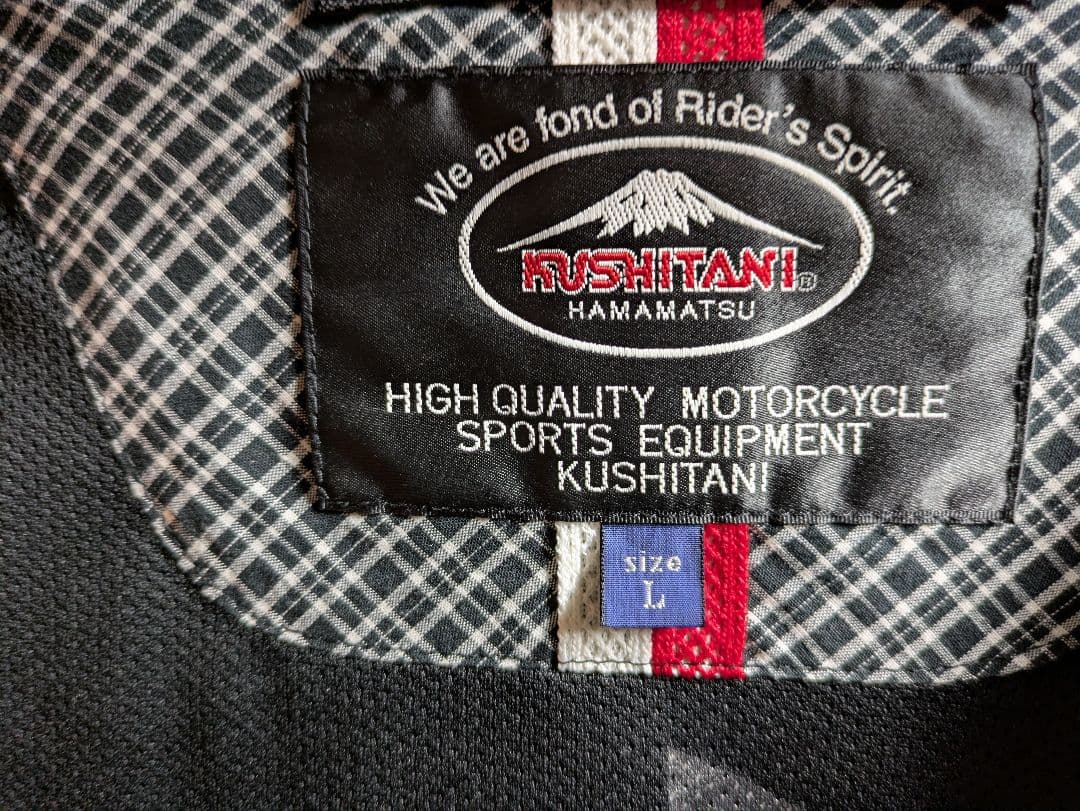 We are fond of Rider's Spirit.
KUSHITANI®
HAMAMATSU
HIGH QUALITY MOTORCYCLE
SPORTS EQUIPMENT
KUSHITANI
size
L